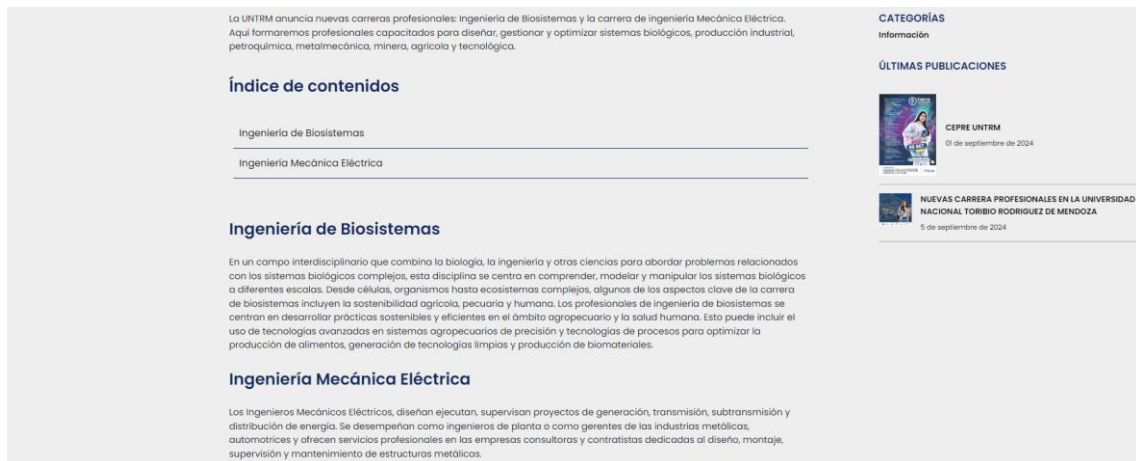 La UNTRM anuncia nuevas carreras profesionales: Ingeniería de Biosistemas y la carrera de ingeniería Mecánica Eléctrica.
Aquí formaremos profesionales capacitados para diseñar, gestionar y optimizar sistemas biológicos, producción industrial,
petroquímica, metalmecánica, minera, agrícola y tecnológica.
Índice de contenidos
Ingeniería de Biosistemas
Ingeniería Mecánica Eléctrica
Ingeniería de Biosistemas
En un campo interdisciplinario que combina la biología, la ingeniería y otras ciencias para abordar problemas relacionados
con los sistemas biológicos complejos, esta disciplina se centra en comprender, modelar y manipular los sistemas biológicos
a diferentes escalas. Desde células, organismos hasta ecosistemas complejos, algunos de los aspectos clave de la carrera
de biosistemas incluyen la sostenibilidad agrícola, pecuaria y humana. Los profesionales de ingeniería de biosistemas se
centran en desarrollar prácticas sostenibles y eficientes en el ámbito agropecuario y la salud humana. Esto puede incluir el
uso de tecnologías avanzadas en sistemas agropecuarios de precisión y tecnologías de procesos para optimizar la
producción de alimentos, generación de tecnologías limpias y producción de biomateriales.
Ingeniería Mecánica Eléctrica
Los Ingenieros Mecánicos Eléctricos, diseñan ejecutan, supervisan proyectos de generación, transmisión, subtransmisión y
distribución de energía. Se desempeñan como ingenieros de planta o como gerentes de las industrias metálicas,
automotrices y ofrecen servicios profesionales en las empresas consultoras y contratistas dedicadas al diseño, montaje,
supervisión y mantenimiento de estructuras metálicas.
CATEGORÍAS
Información
ÚLTIMAS PUBLICACIONES
CEPRE UNTRM
01 de septiembre de 2024
NUEVAS CARRERA PROFESIONALES EN LA UNIVERSIDAD
NACIONAL TORIBIO RODRIGUEZ DE MENDOZA
5 de septiembre de 2024